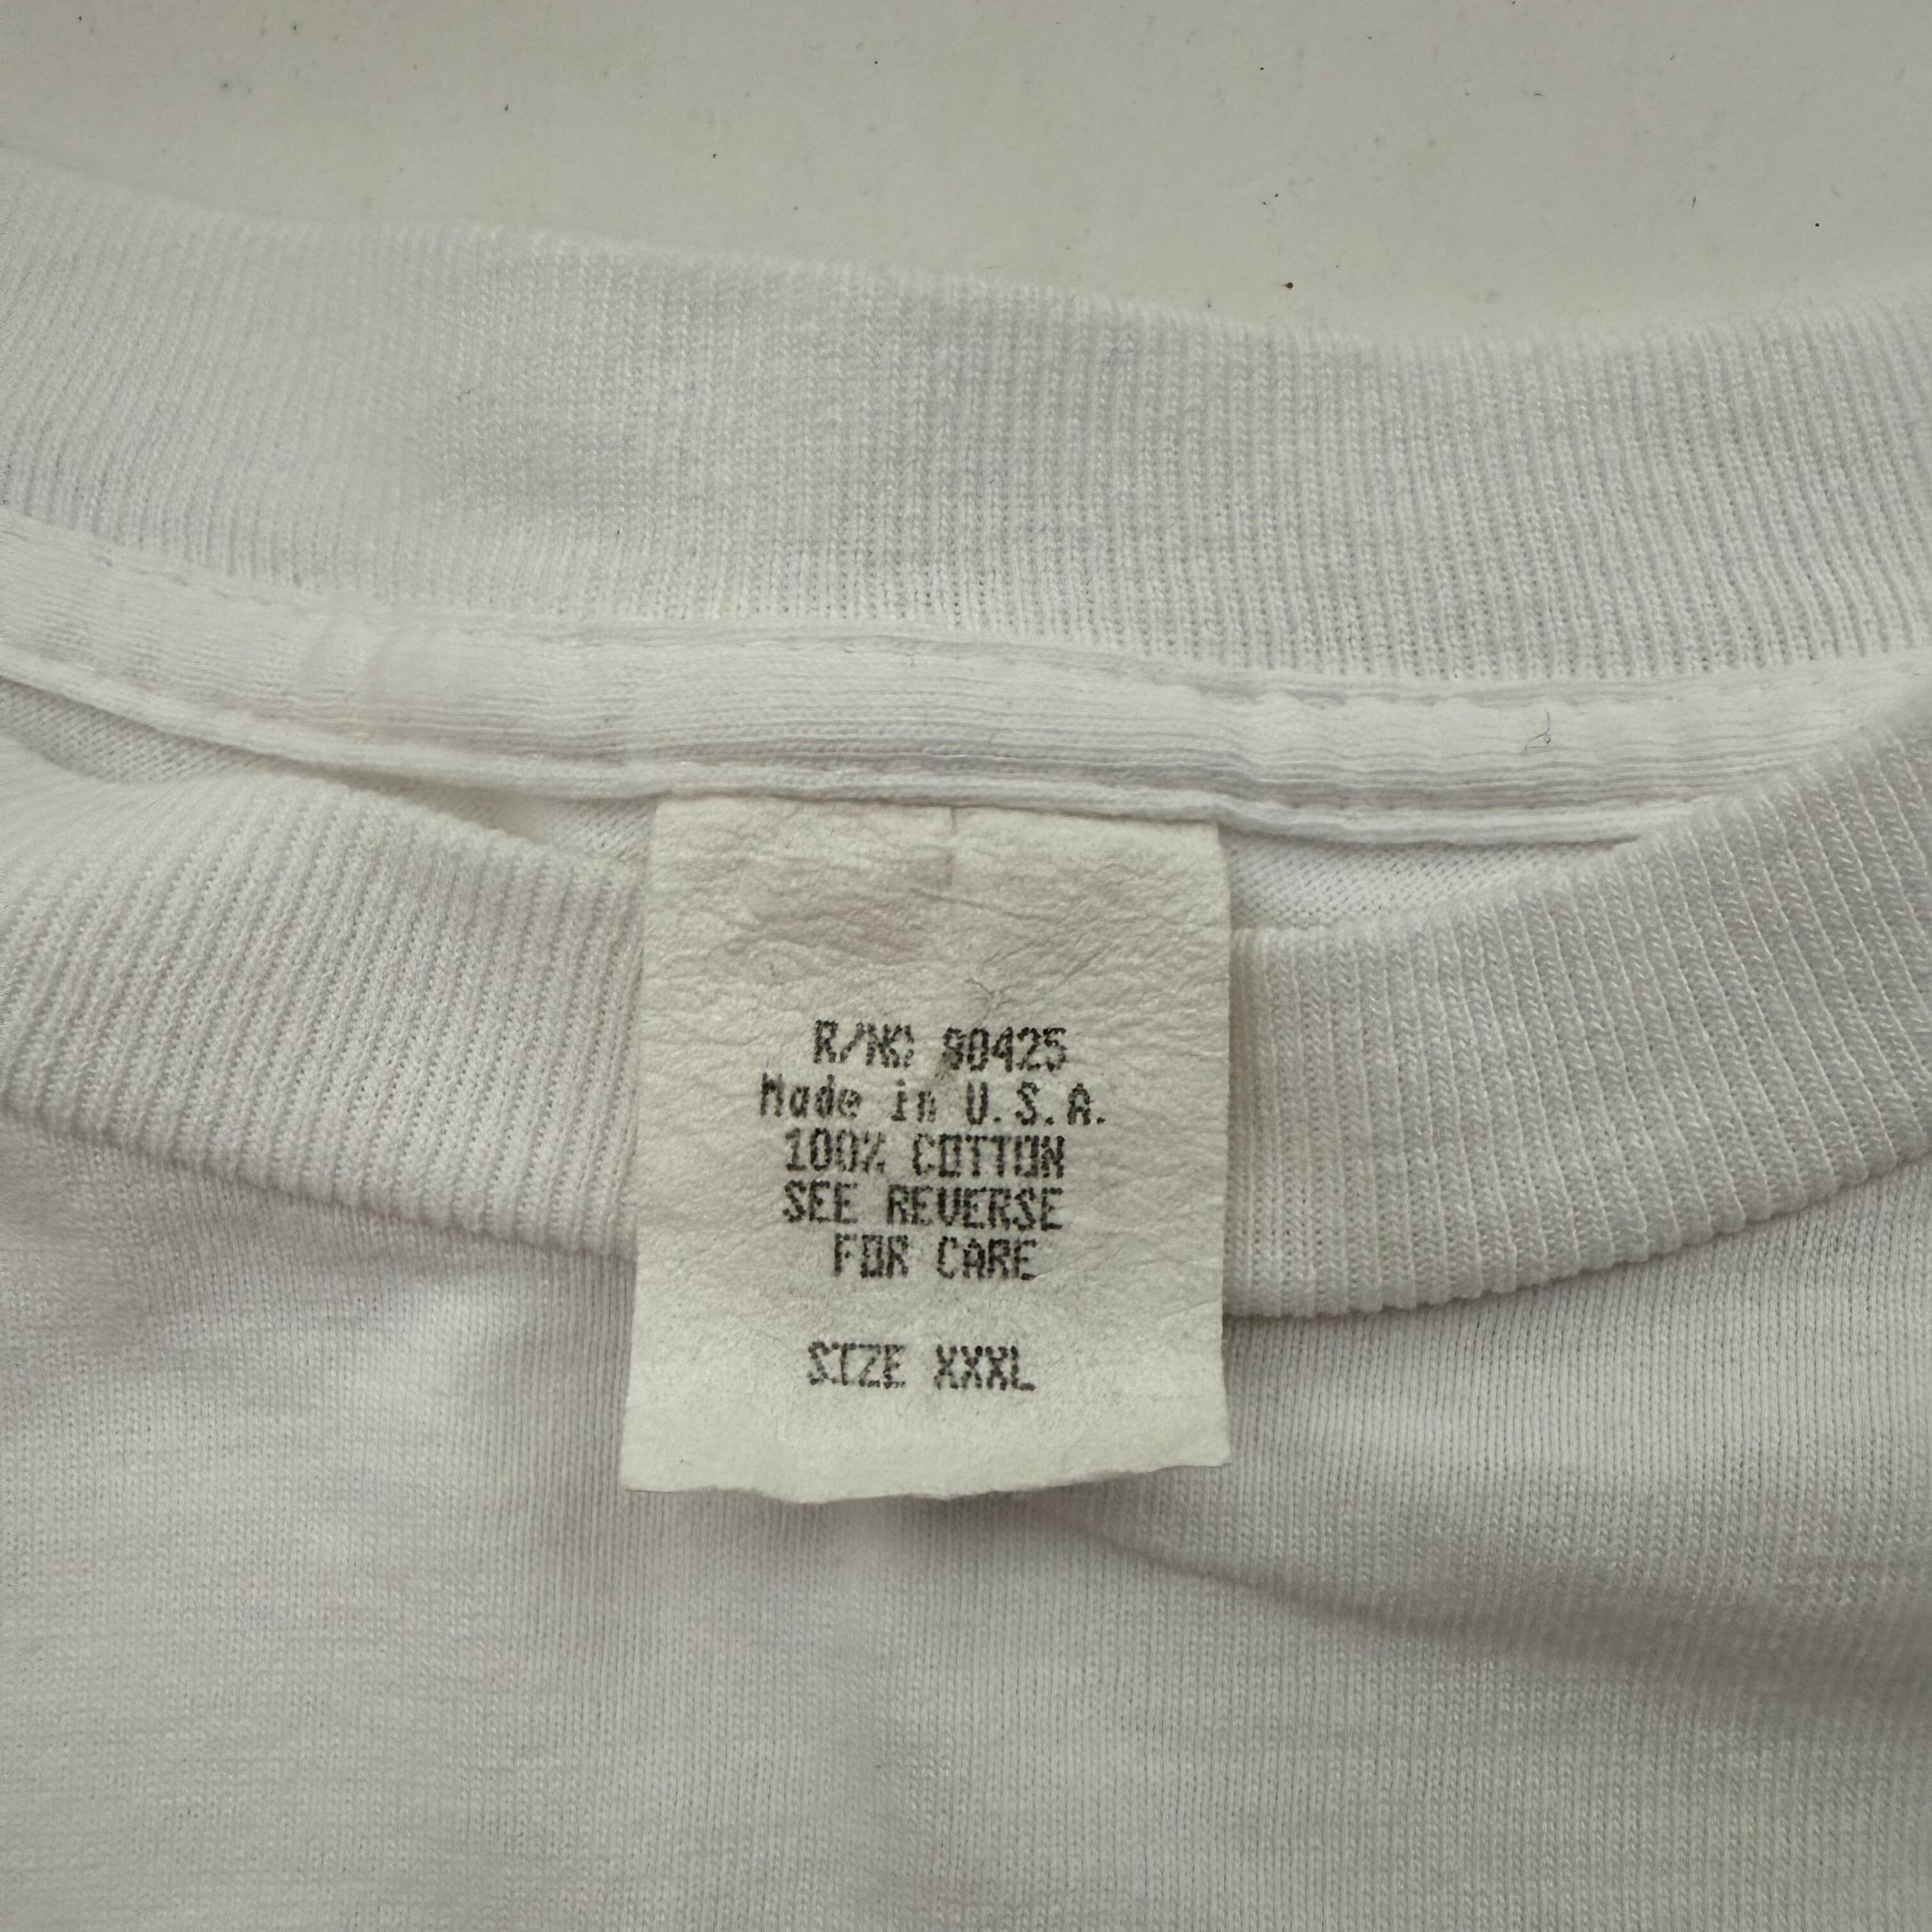 R/NO 90425
Made in U.S.A.
100% COTTON
SEE REVERSE
FOR CARE
SIZE XXXL